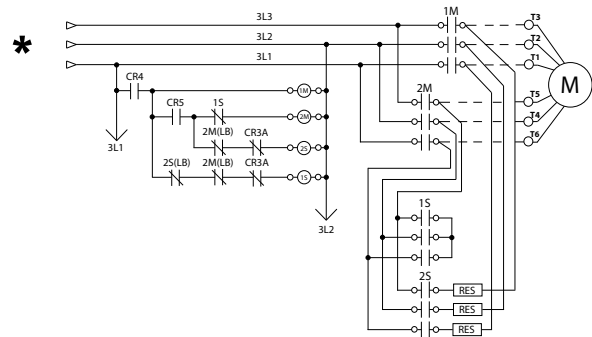 3L3
1M
T3
*
3L2
T2
3L1
T1
M
CR4
1M
2M
T5
CR5
1S
2M
T4
2M(LB)
CR3A
2S
T6
2S(LB)
2M(LB)
CR3A
1S
3L1
3L2
1S
2S
RES
RES
RES